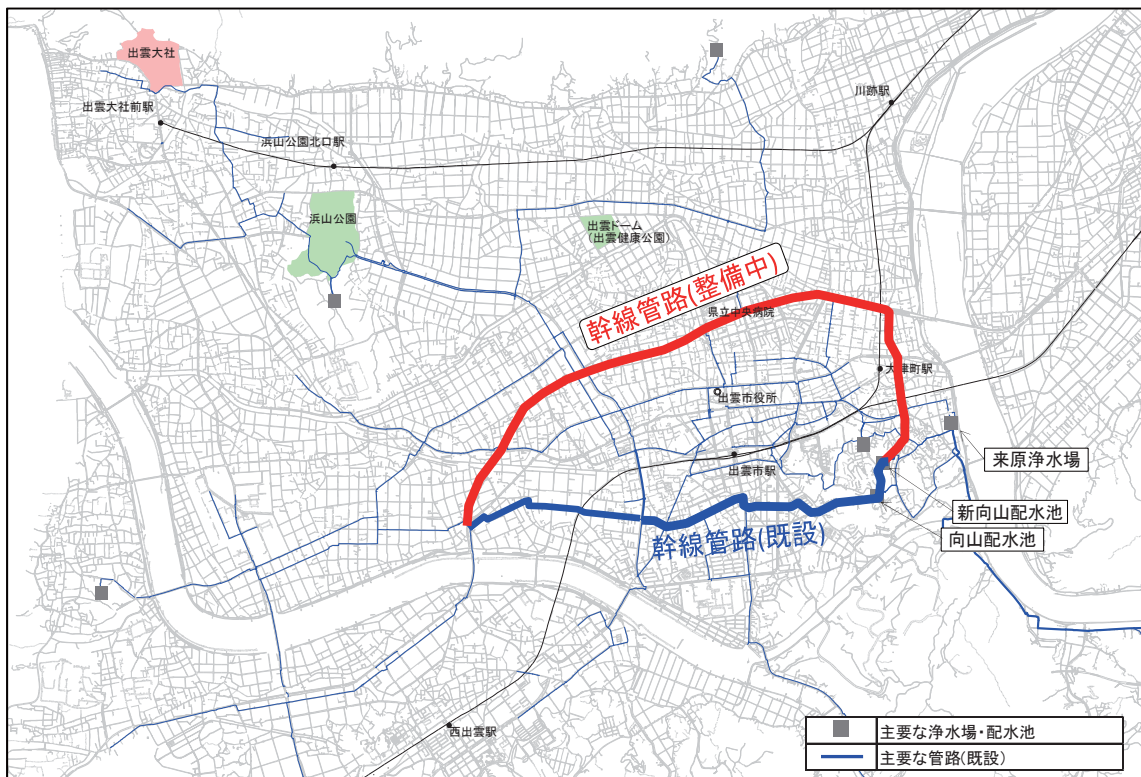 出雲大社
川跡駅
出雲大社前駅
浜山公園北口駅
浜山公園
出雲ドーム
(出雲健康公園)
幹線管路(整備中)
県立中央病院
大津町駅
出雲市役所
出雲市駅
来原浄水場
新向山配水池
向山配水池
幹線管路(既設)
西出雲駅
主要な浄水場・配水池
主要な管路(既設)